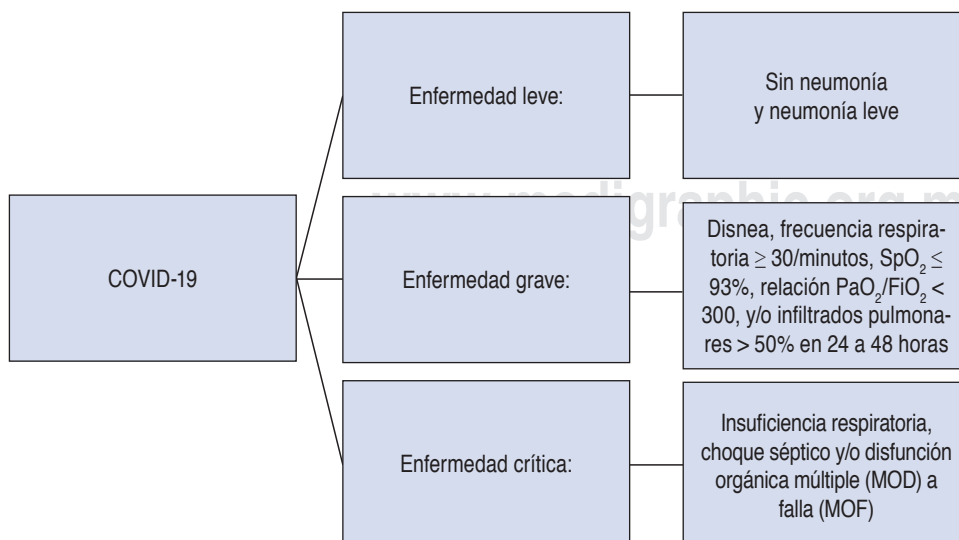 Enfermedad leve:
Sin neumonía
y neumonía leve
COVID-19
Enfermedad grave:
Disnea, frecuencia respira-
toria ≥ 30/minutos, SpO₂ ≤
93%, relación PaO₂/FiO₂ <
300, y/o infiltrados pulmona-
res > 50% en 24 a 48 horas
Enfermedad crítica:
Insuficiencia respiratoria,
choque séptico y/o disfunción
orgánica múltiple (MOD) a
falla (MOF)